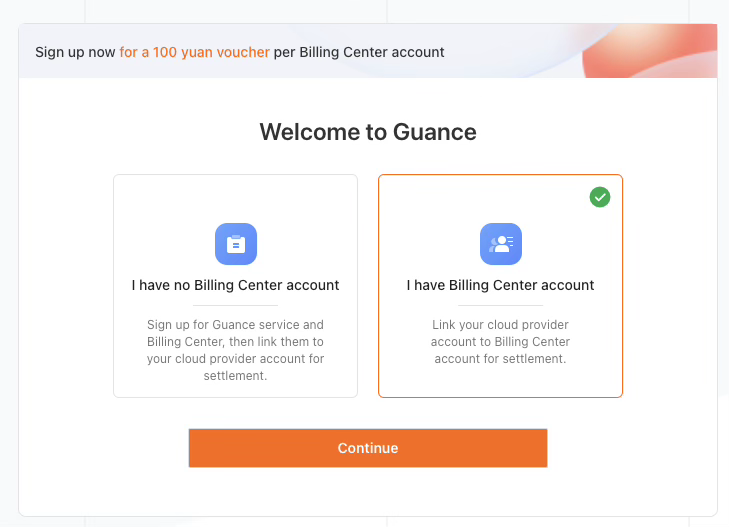 Sign up now for a 100 yuan voucher per Billing Center account
Welcome to Guance
I have no Billing Center account
Sign up for Guance service and
Billing Center, then link them to
your cloud provider account for
settlement.
I have Billing Center account
Link your cloud provider
account to Billing Center
account for settlement.
Continue